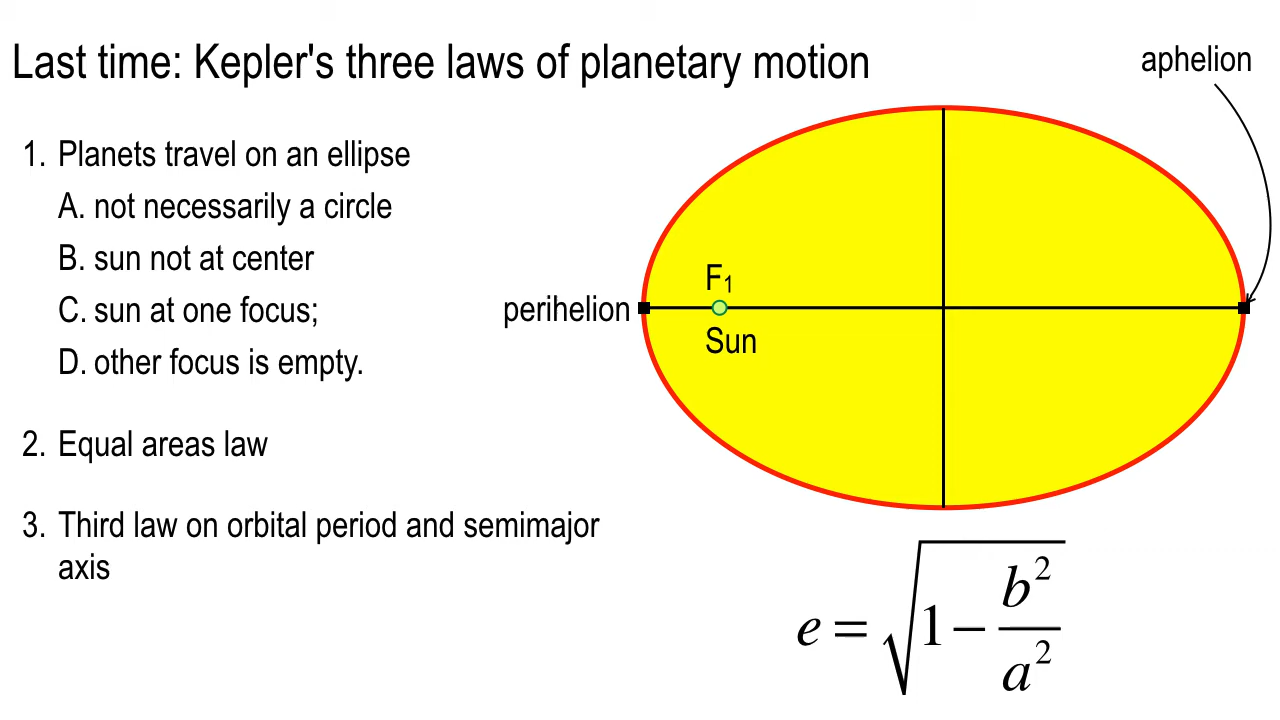 Last time: Kepler's three laws of planetary motion
aphelion
1. Planets travel on an ellipse
A. not necessarily a circle
B. sun not at center
C. sun at one focus;
D. other focus is empty.
2. Equal areas law
3. Third law on orbital period and semimajor
axis
perihelion
F₁
Sun
e = √(1 − b²/a²)